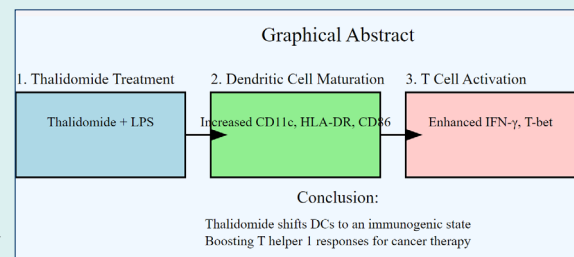 Graphical Abstract
1. Thalidomide Treatment
2. Dendritic Cell Maturation
3. T Cell Activation
Thalidomide + LPS
Increased CD11c, HLA-DR, CD86
Enhanced IFN-γ, T-bet
Conclusion:
Thalidomide shifts DCs to an immunogenic state
Boosting T helper 1 responses for cancer therapy